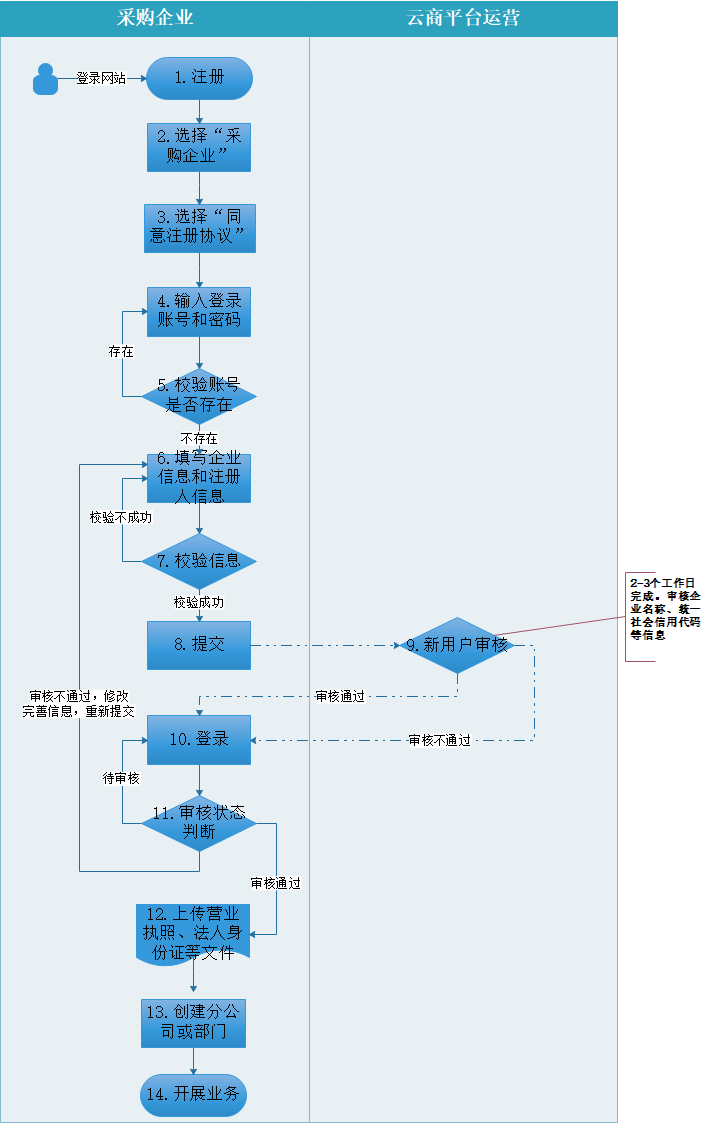 采购企业
云商平台运营
登录网站
1.注册
2.选择“采
购企业”
3.选择“同
意注册协议”
4.输入登录
账号和密码
存在
5.校验账号
是否存在
不存在
6.填写企业
信息和注册
人信息
校验不成功
7.校验信息
校验成功
8.提交
9.新用户审核
2-3个工作日
完成。审核企
业名称、统一
社会信用代码
等信息
审核不通过，修改
完善信息，重新提交
审核通过
10.登录
审核不通过
待审核
11.审核状态
判断
审核通过
12.上传营业
执照、法人身
份证等文件
13.创建分公
司或部门
14.开展业务